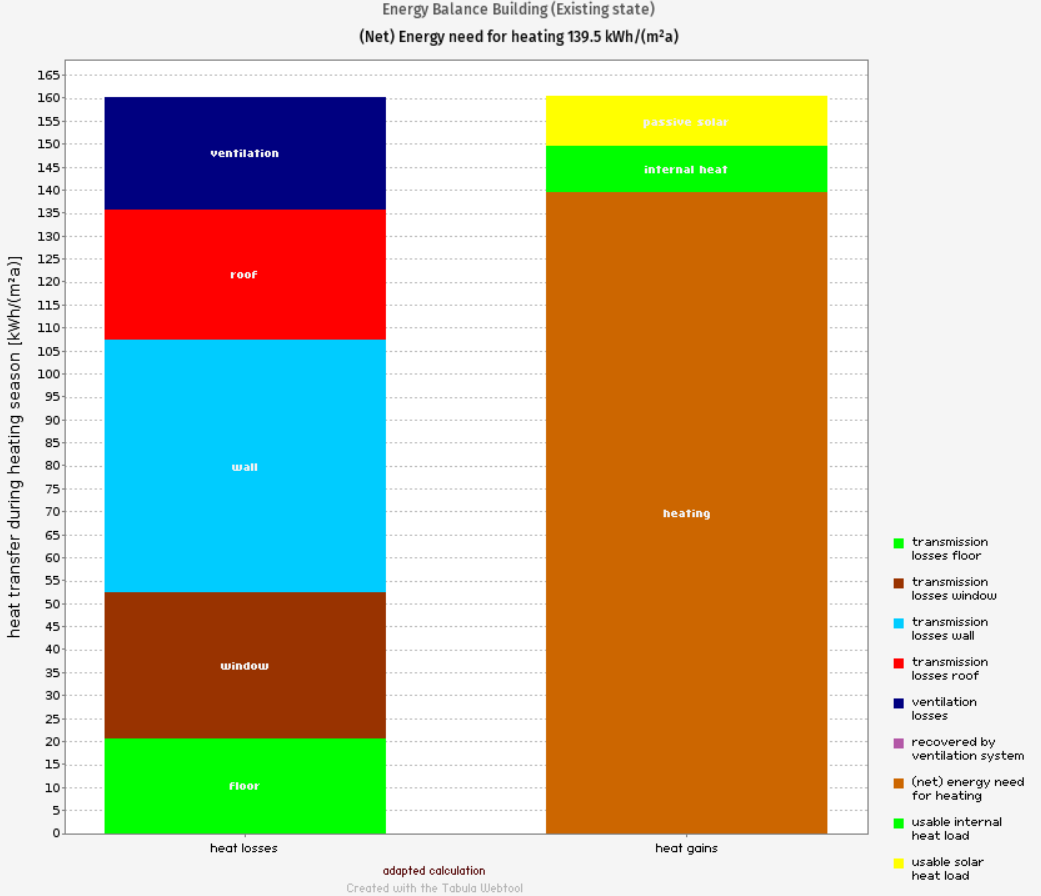 Energy Balance Building (Existing state)
(Net) Energy need for heating 139.5 kWh/(m²a)
heat transfer during heating season [kWh/(m²a)]
165
160
155
150
145
140
135
130
125
120
115
110
105
100
95
90
85
80
75
70
65
60
55
50
45
40
35
30
25
20
15
10
5
0
ventilation
roof
wall
window
floor
passive solar
internal heat
heating
heat losses
heat gains
transmission
losses floor
transmission
losses window
transmission
losses wall
transmission
losses roof
ventilation
losses
recovered by
ventilation system
(net) energy need
for heating
usable internal
heat load
usable solar
heat load
adapted calculation
Created with the Tabula Webtool